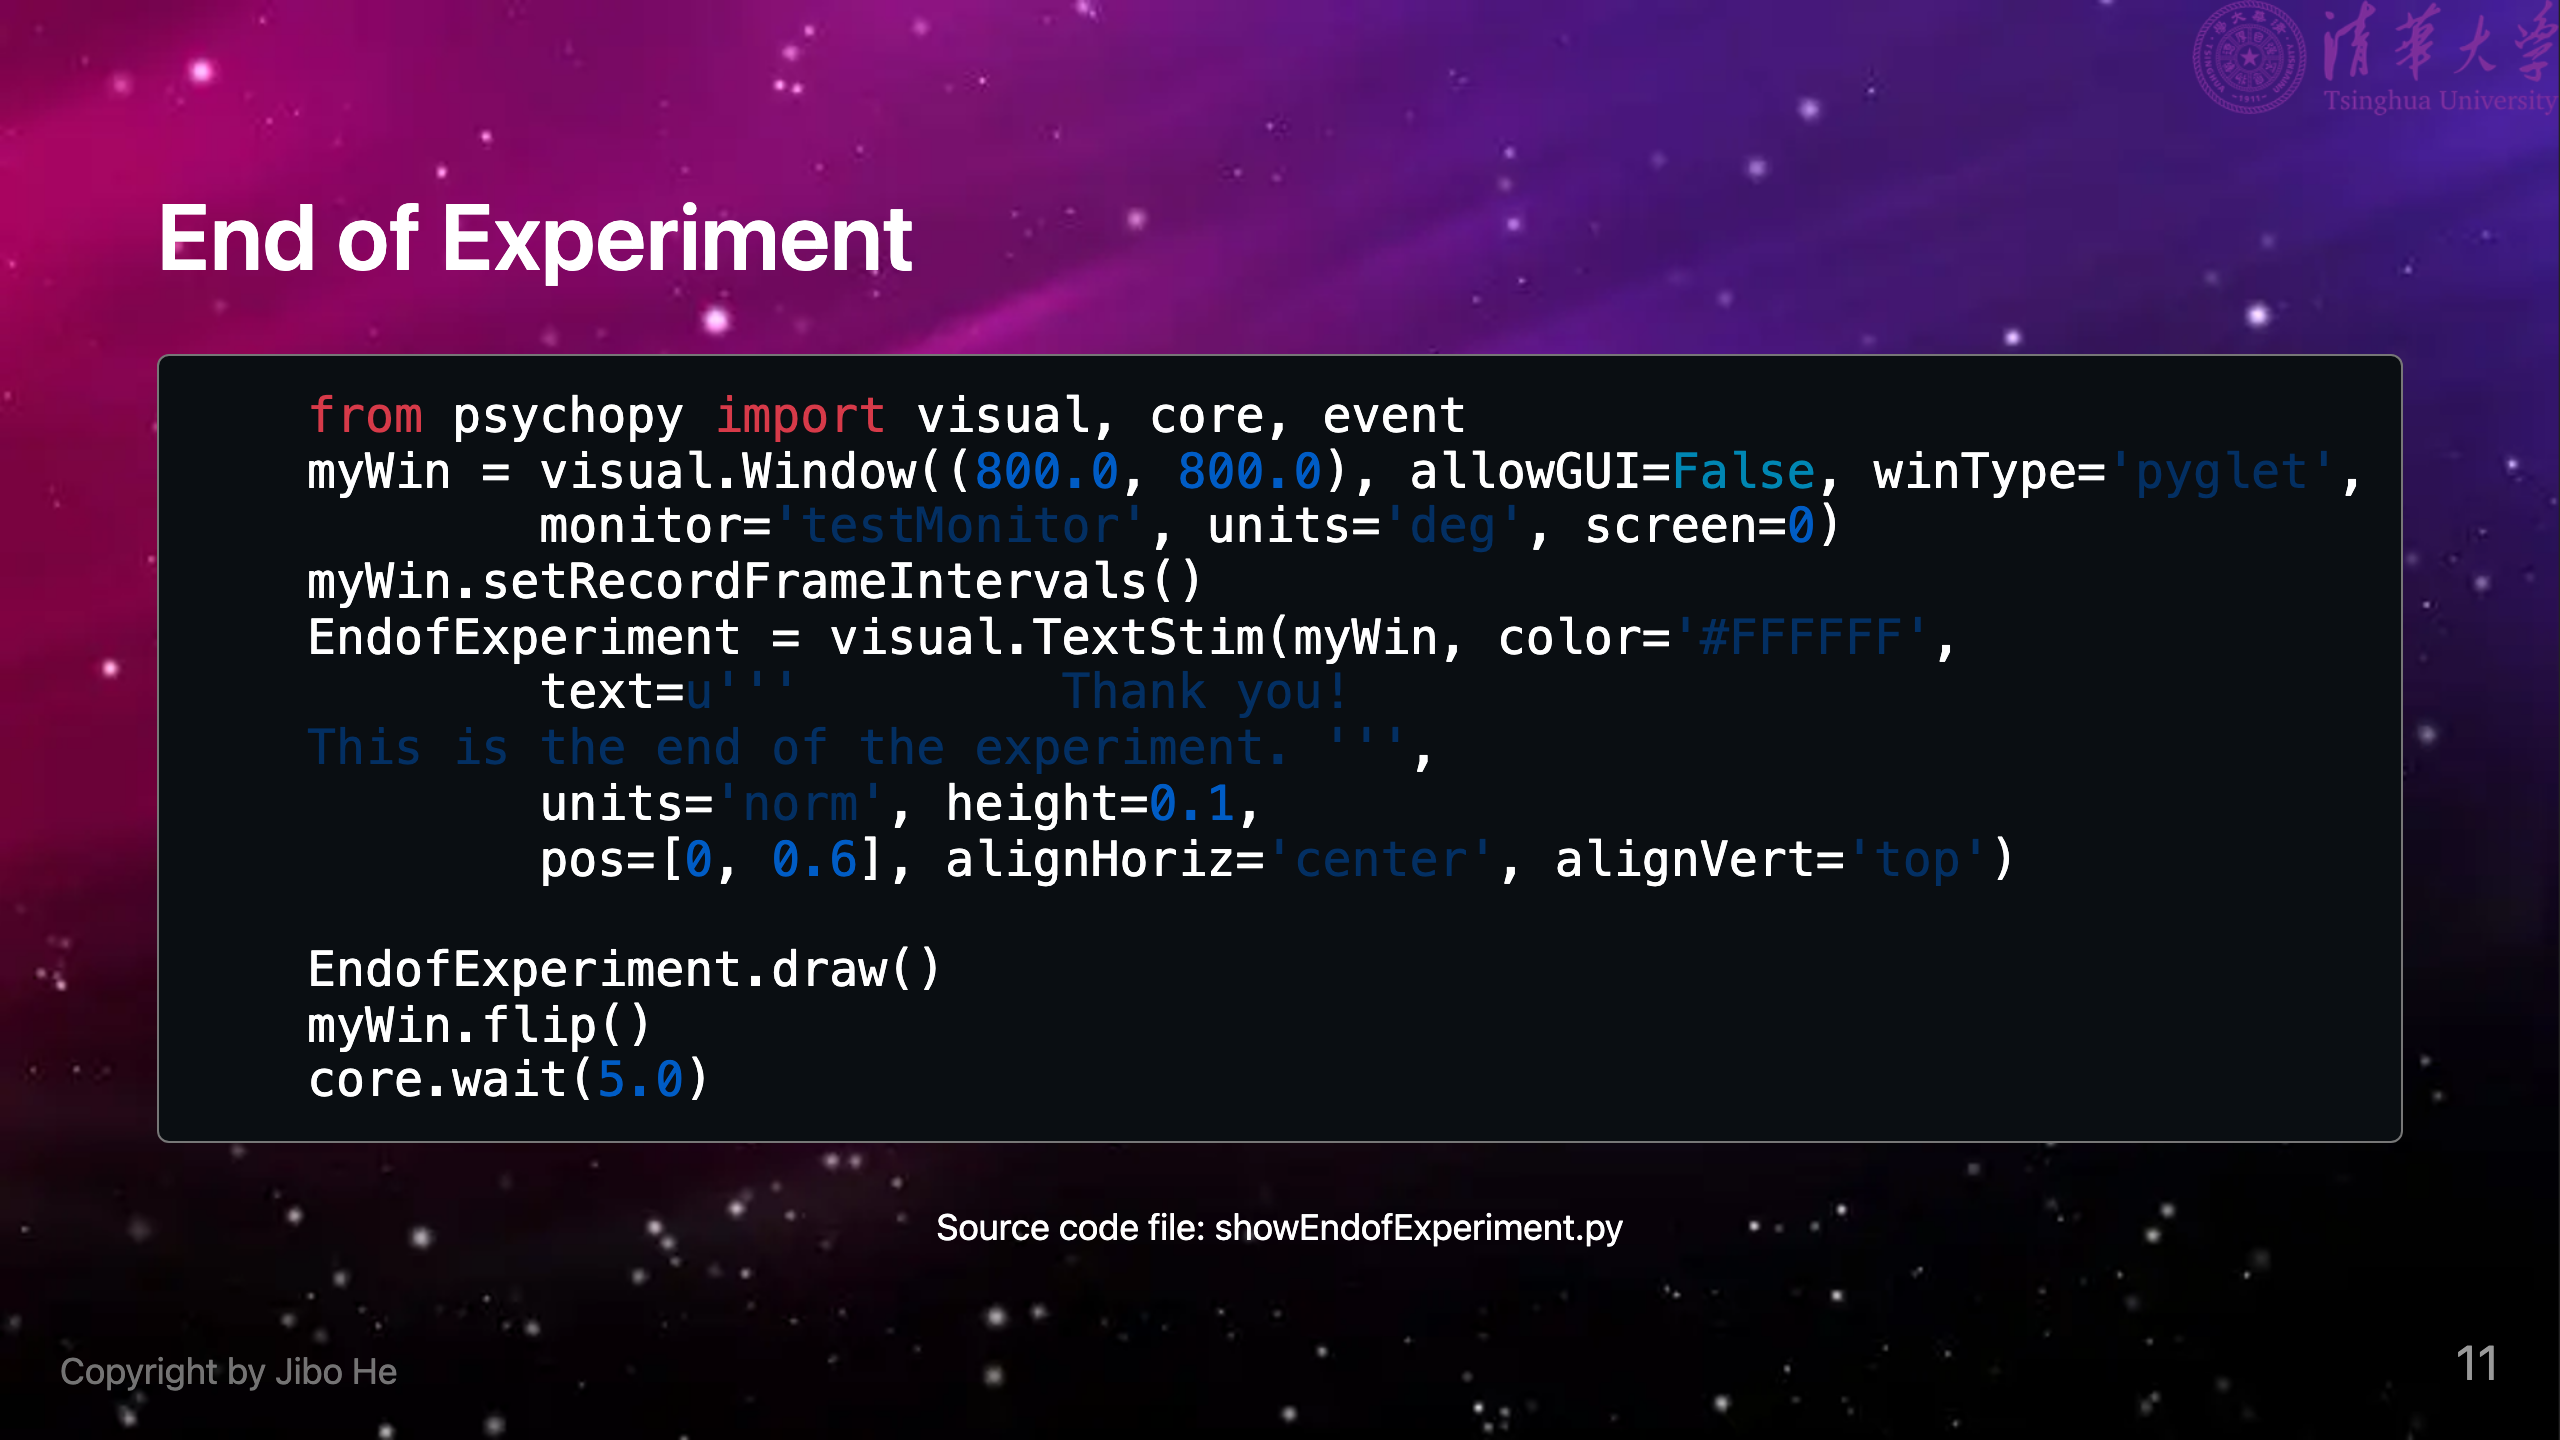 清華大学
Tsinghua University
End of Experiment
from psychopy import visual, core, event
myWin = visual.Window((800.0, 800.0), allowGUI=False, winType='pyglet',
        monitor='testMonitor', units='deg', screen=0)
myWin.setRecordFrameIntervals()
EndofExperiment = visual.TextStim(myWin, color='#FFFFFF',
        text=u'''         Thank you!
This is the end of the experiment. ''',
        units='norm', height=0.1,
        pos=[0, 0.6], alignHoriz='center', alignVert='top')
EndofExperiment.draw()
myWin.flip()
core.wait(5.0)
Source code file: showEndofExperiment.py
Copyright by Jibo He
11